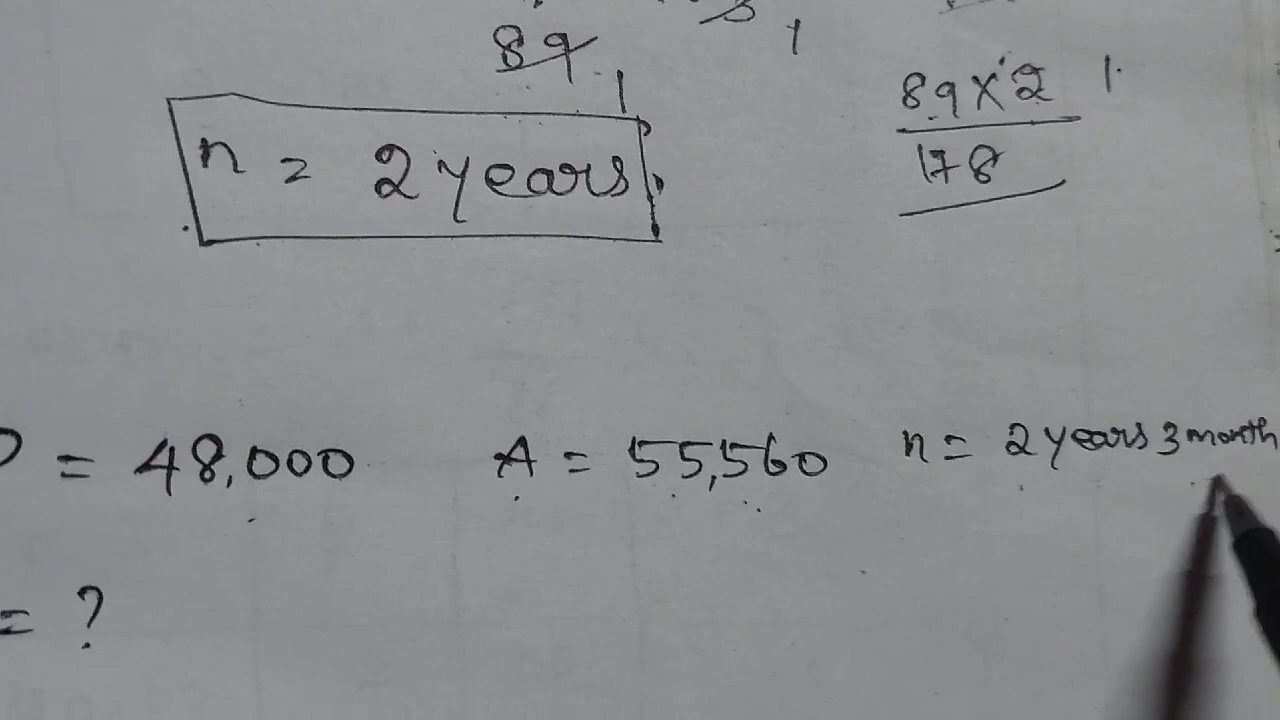 89
n = 2 years
89 x 2
178
P = 48,000 A = 55,560 n = 2 years 3 month
= ?